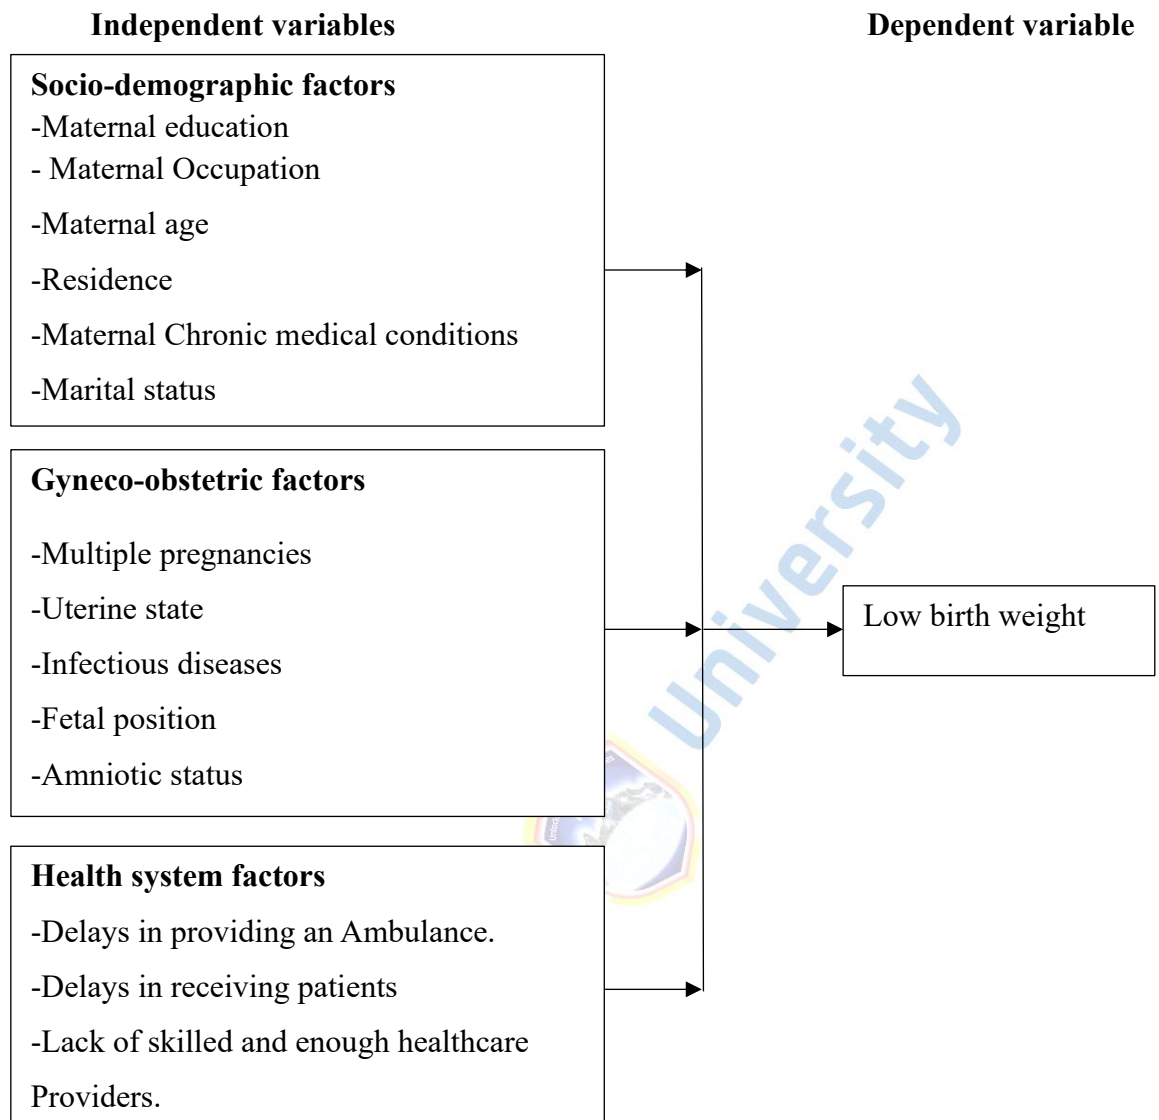 Independent variables
Dependent variable
Socio-demographic factors
-Maternal education
- Maternal Occupation
-Maternal age
-Residence
-Maternal Chronic medical conditions
-Marital status
Gyneco-obstetric factors
-Multiple pregnancies
-Uterine state
-Infectious diseases
-Fetal position
-Amniotic status
Low birth weight
University
Health system factors
-Delays in providing an Ambulance.
-Delays in receiving patients
-Lack of skilled and enough healthcare
Providers.